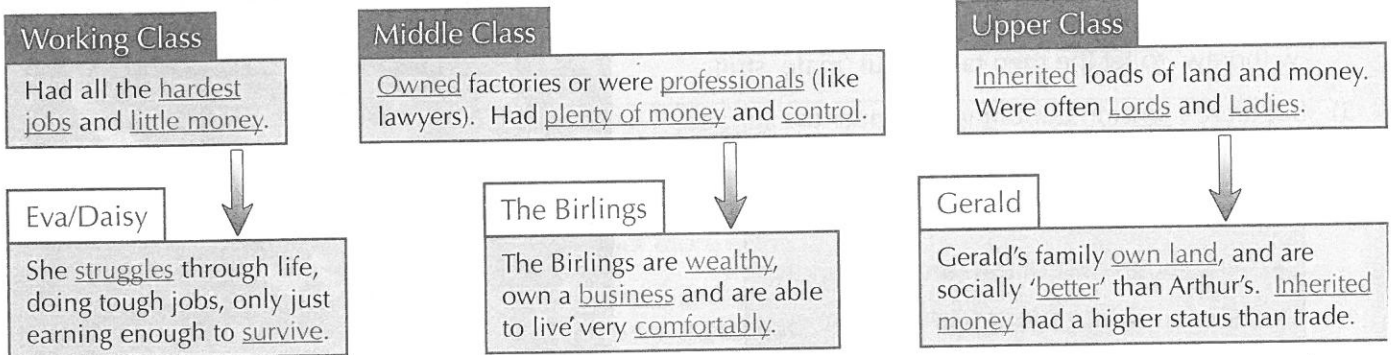 Working Class
Had all the hardest
jobs and little money.
Eva/Daisy
She struggles through life,
doing tough jobs, only just
earning enough to survive.
Middle Class
Owned factories or were professionals (like
lawyers). Had plenty of money and control.
The Birlings
The Birlings are wealthy,
own a business and are able
to live very comfortably.
Upper Class
Inherited loads of land and money.
Were often Lords and Ladies.
Gerald
Gerald's family own land, and are
socially 'better' than Arthur's. Inherited
money had a higher status than trade.